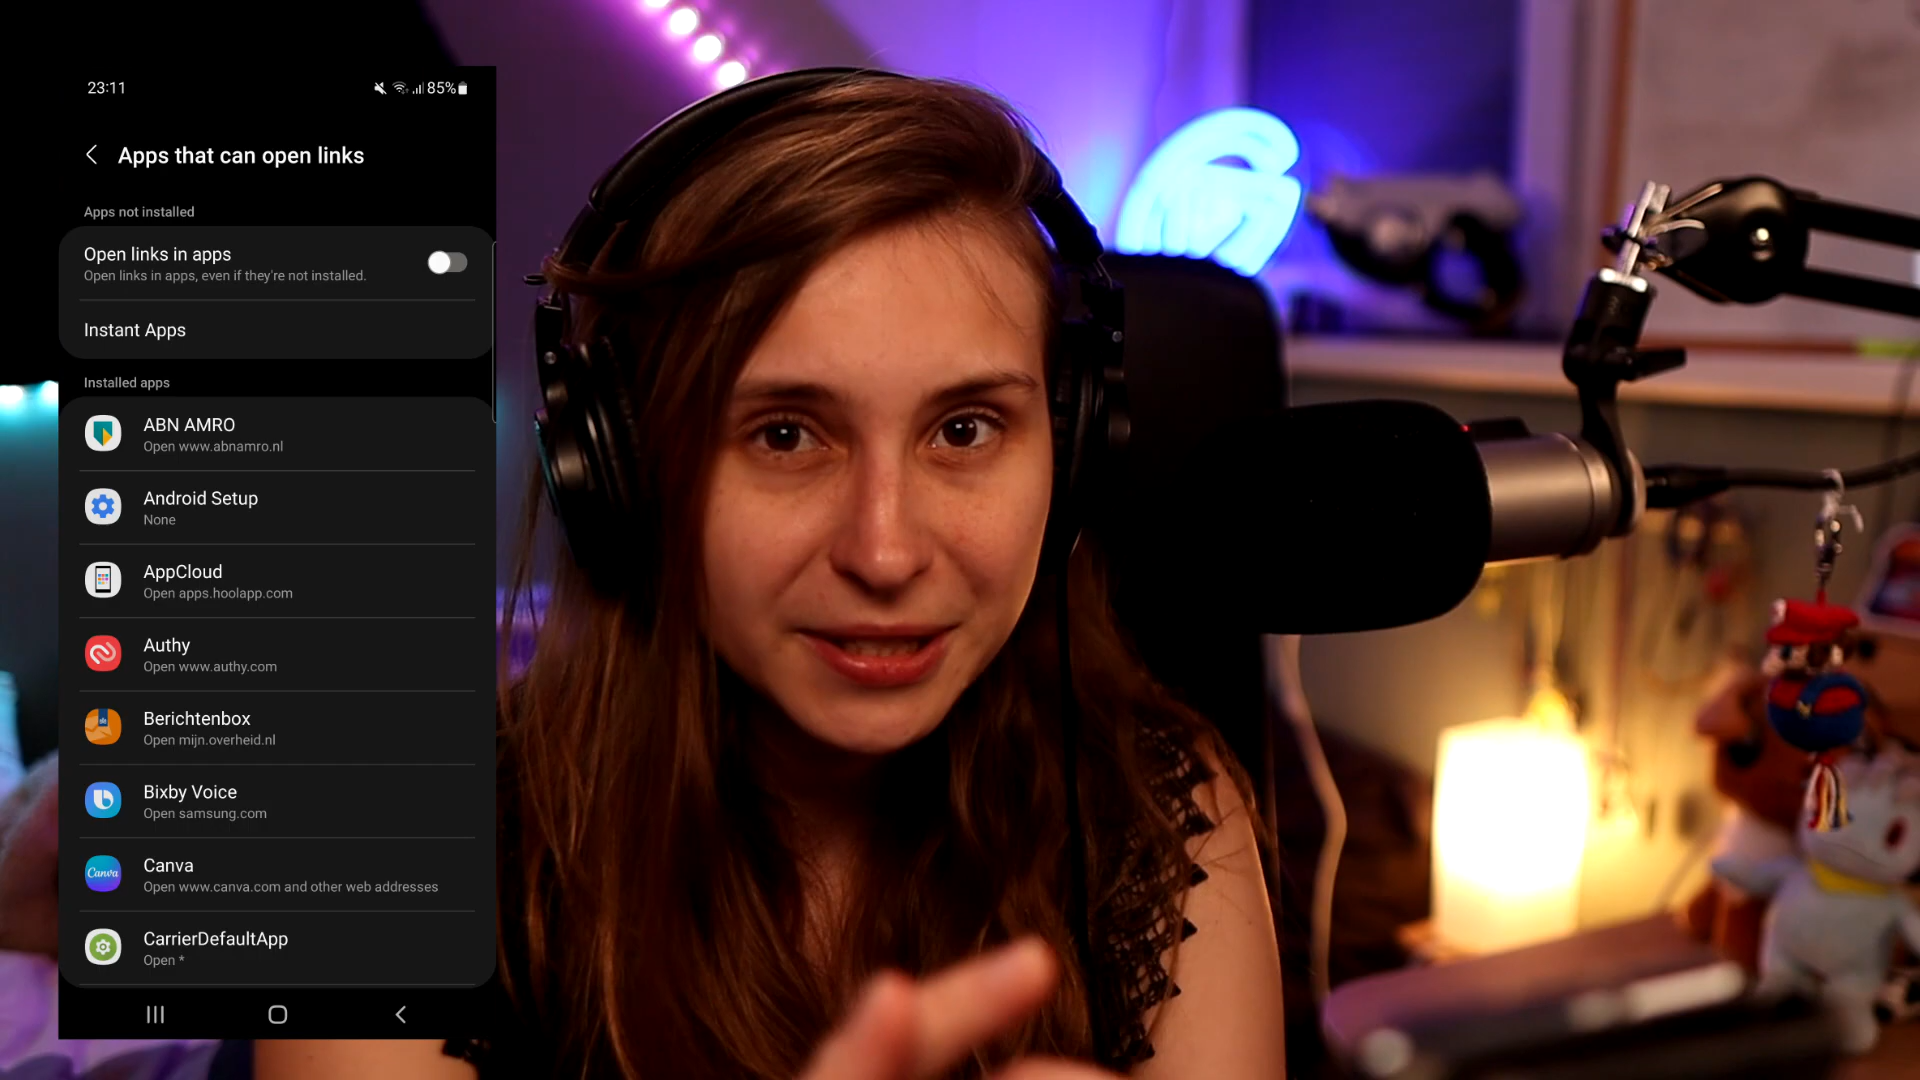 23:11
85%
Apps that can open links
Apps not installed
Open links in apps
Open links in apps, even if they're not installed.
Instant Apps
Installed apps
ABN AMRO
Open www.abnamro.nl
Android Setup
None
AppCloud
Open apps.hoolapp.com
Authy
Open www.authy.com
Berichtenbox
Open mijn.overheid.nl
Bixby Voice
Open samsung.com
Canva
Canva
Open www.canva.com and other web addresses
CarrierDefaultApp
Open *